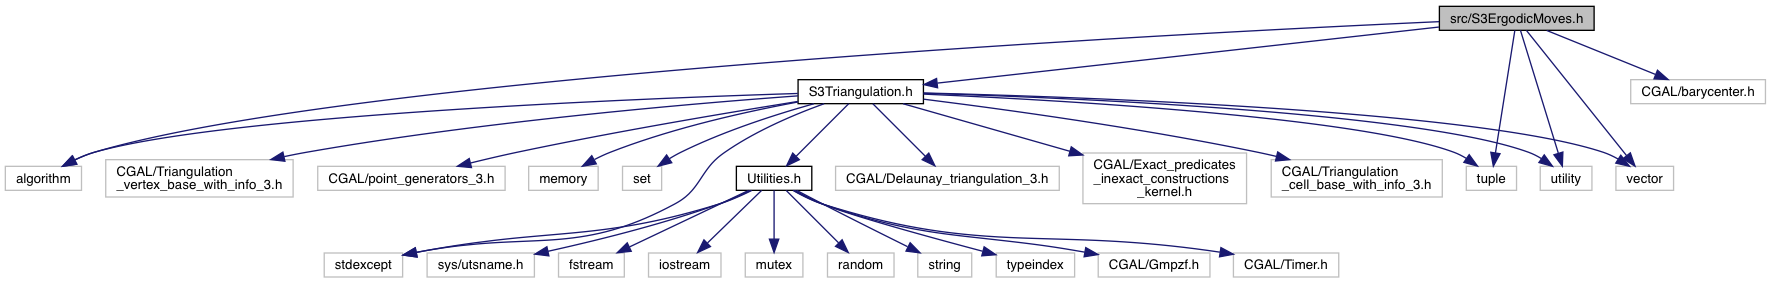 src/S3ErgodicMoves.h
S3Triangulation.h
CGAL/barycenter.h
algorithm
CGAL/Triangulation
_vertex_base_with_info_3.h
CGAL/point_generators_3.h
memory
set
Utilities.h
CGAL/Delaunay_triangulation_3.h
CGAL/Exact_predicates
_inexact_constructions
_kernel.h
CGAL/Triangulation
_cell_base_with_info_3.h
tuple
utility
vector
stdexcept
sys/utsname.h
fstream
iostream
mutex
random
string
typeindex
CGAL/Gmpzf.h
CGAL/Timer.h